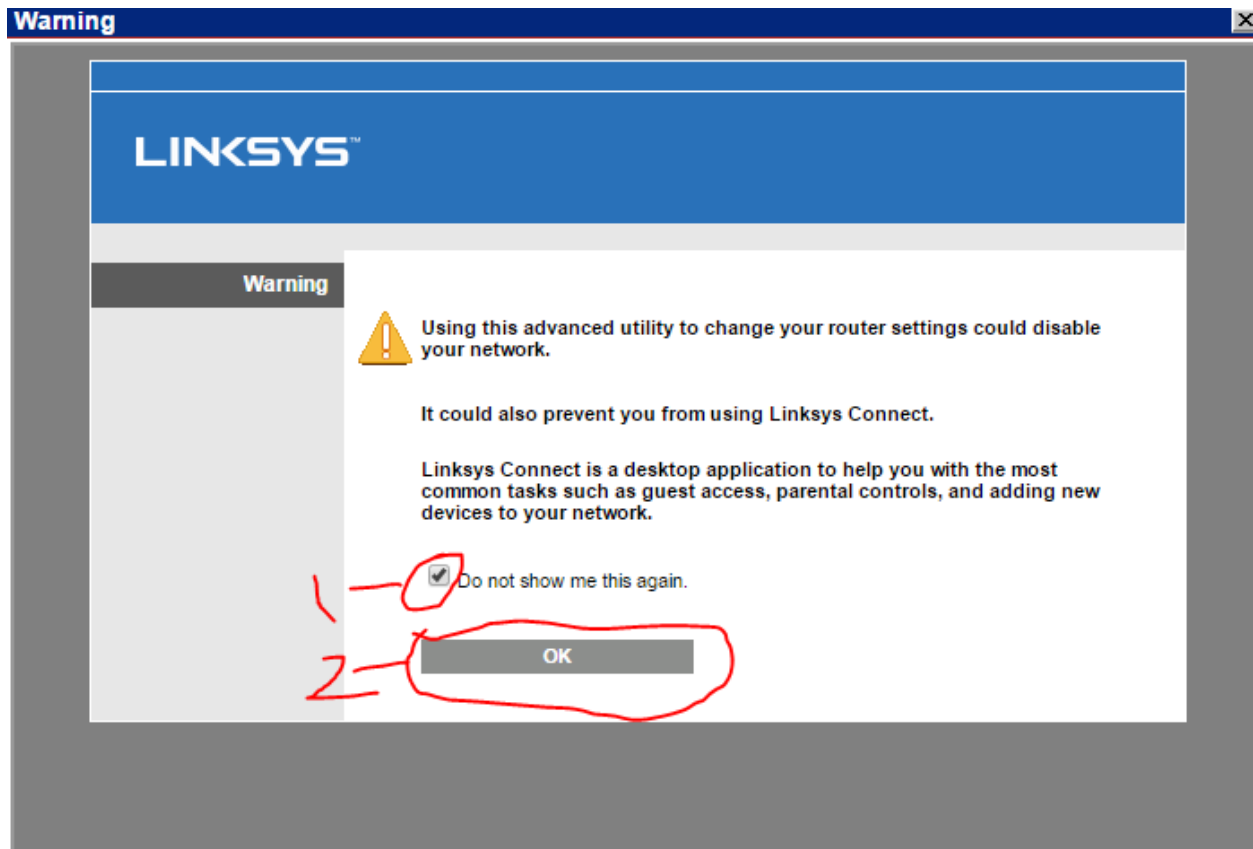 Warning
LINKSYS™
Warning
Using this advanced utility to change your router settings could disable
your network.
It could also prevent you from using Linksys Connect.
Linksys Connect is a desktop application to help you with the most
common tasks such as guest access, parental controls, and adding new
devices to your network.
1
Do not show me this again.
2
OK